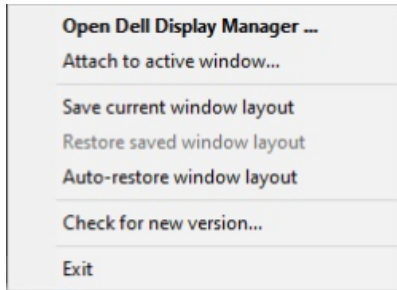 Open Dell Display Manager ...
Attach to active window...
Save current window layout
Restore saved window layout
Auto-restore window layout
Check for new version...
Exit